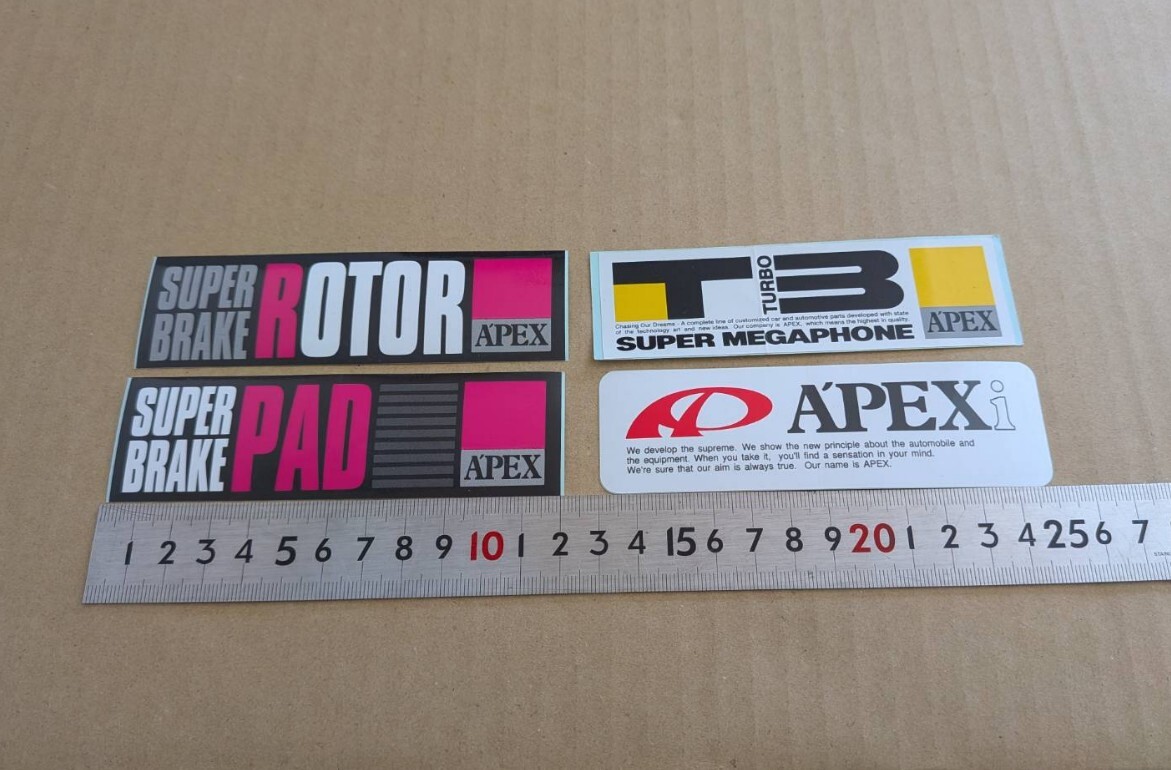 SUPER BRAKE ROTOR
A'PEX
TURBO
T3
Chasing Our Dreams - A complete line of customized car and automotive parts developed with state
of the technology art and new ideas. Our company is APEX, which means the highest in quality.
SUPER MEGAPHONE
A'PEX
SUPER BRAKE PAD
A'PEX
A'PEXi
We develop the supreme. We show the new principle about the automobile and
the equipment. When you take it, you'll find a sensation in your mind.
We're sure that our aim is always true. Our name is APEX.
1 2 3 4 5 6 7 8 9 10 1 2 3 4 15 6 7 8 9 20 1 2 3 4 25 6 7